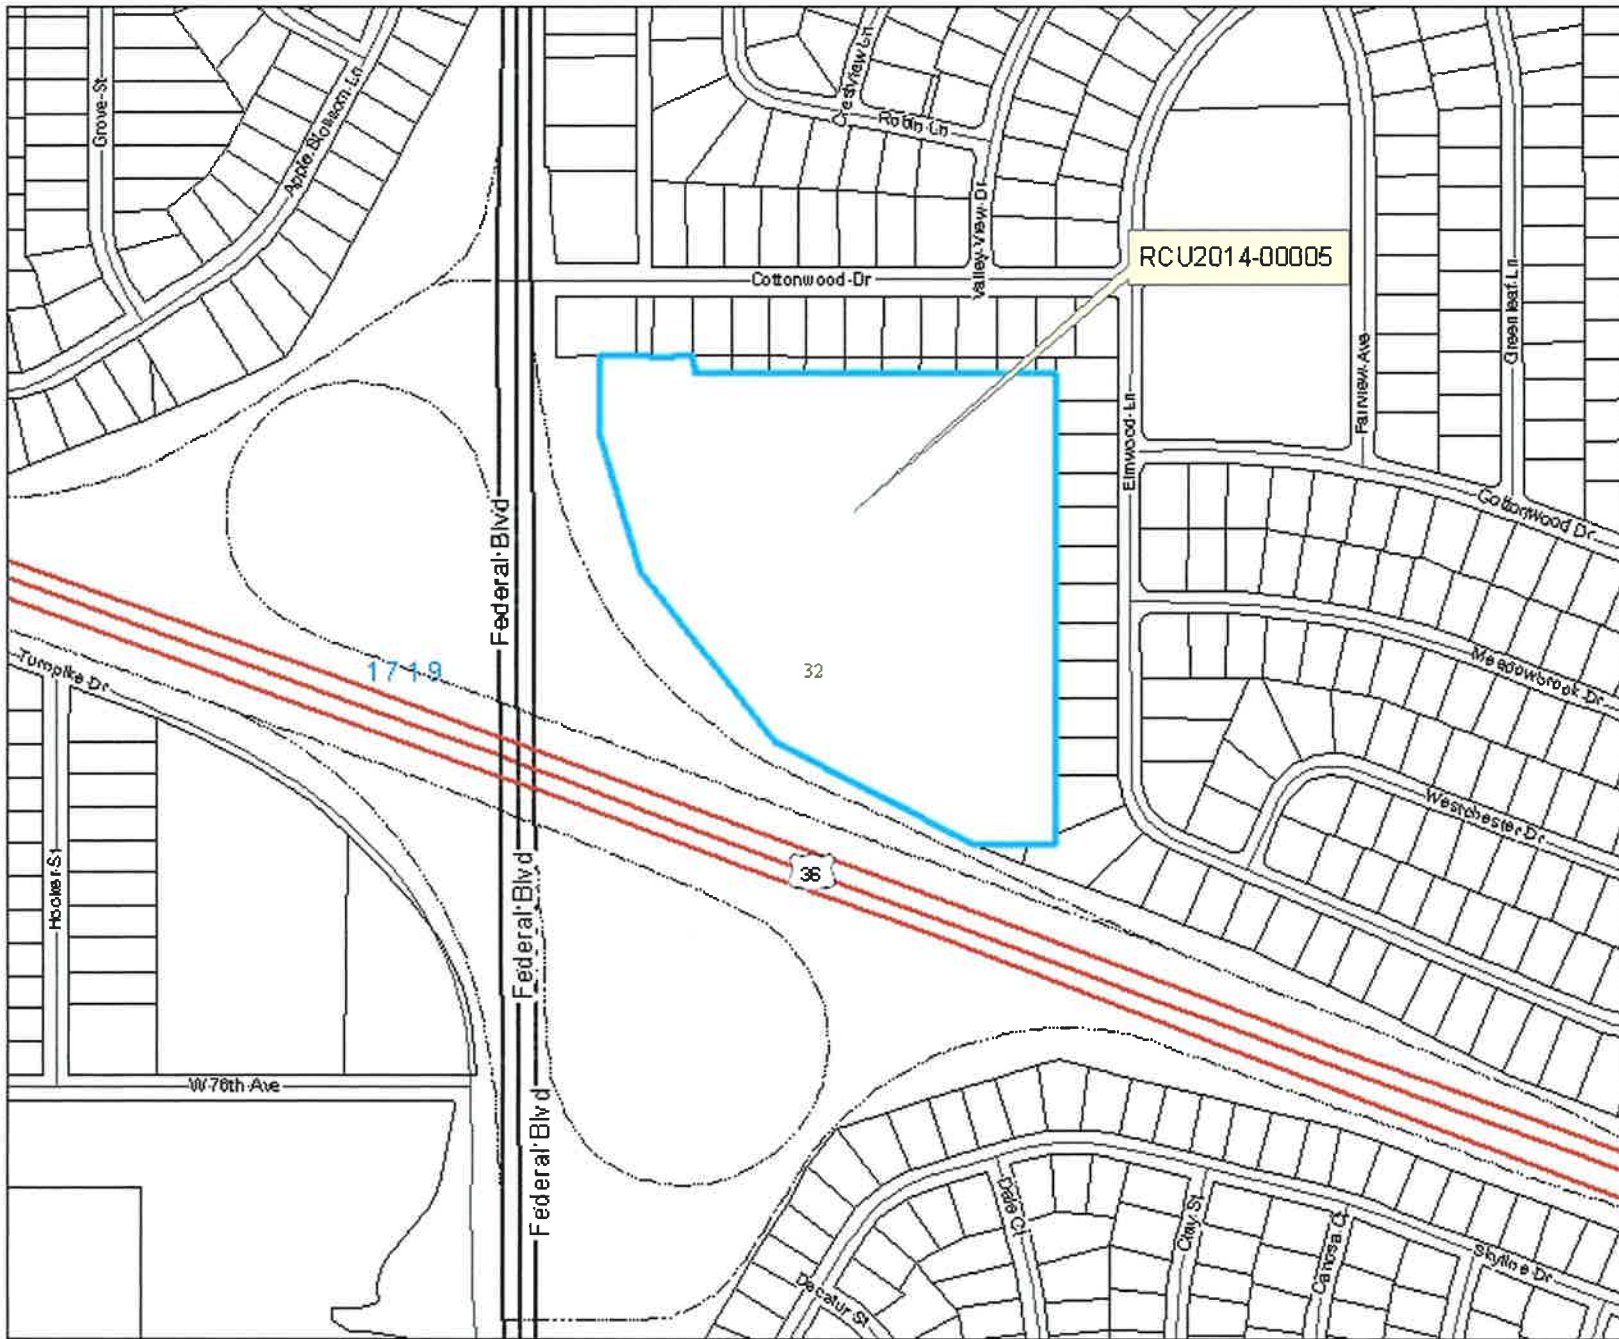 Grove St
Apple Blossom Ln
Crestview Ln
Robin Ln
Valley View Dr
Cottonwood Dr
RCU2014-00005
Greenleaf Ln
Fairview Ave
Elmwood Ln
Cottonwood Dr
Federal Blvd
Turnpike Dr
1719
32
Meadowbrook Dr
Westchester Dr
36
Hooker St
Federal Blvd
W 76th Ave
Federal Blvd
Dale Ct
Clay St
Canosa Ct
Skyline Dr
Decatur St